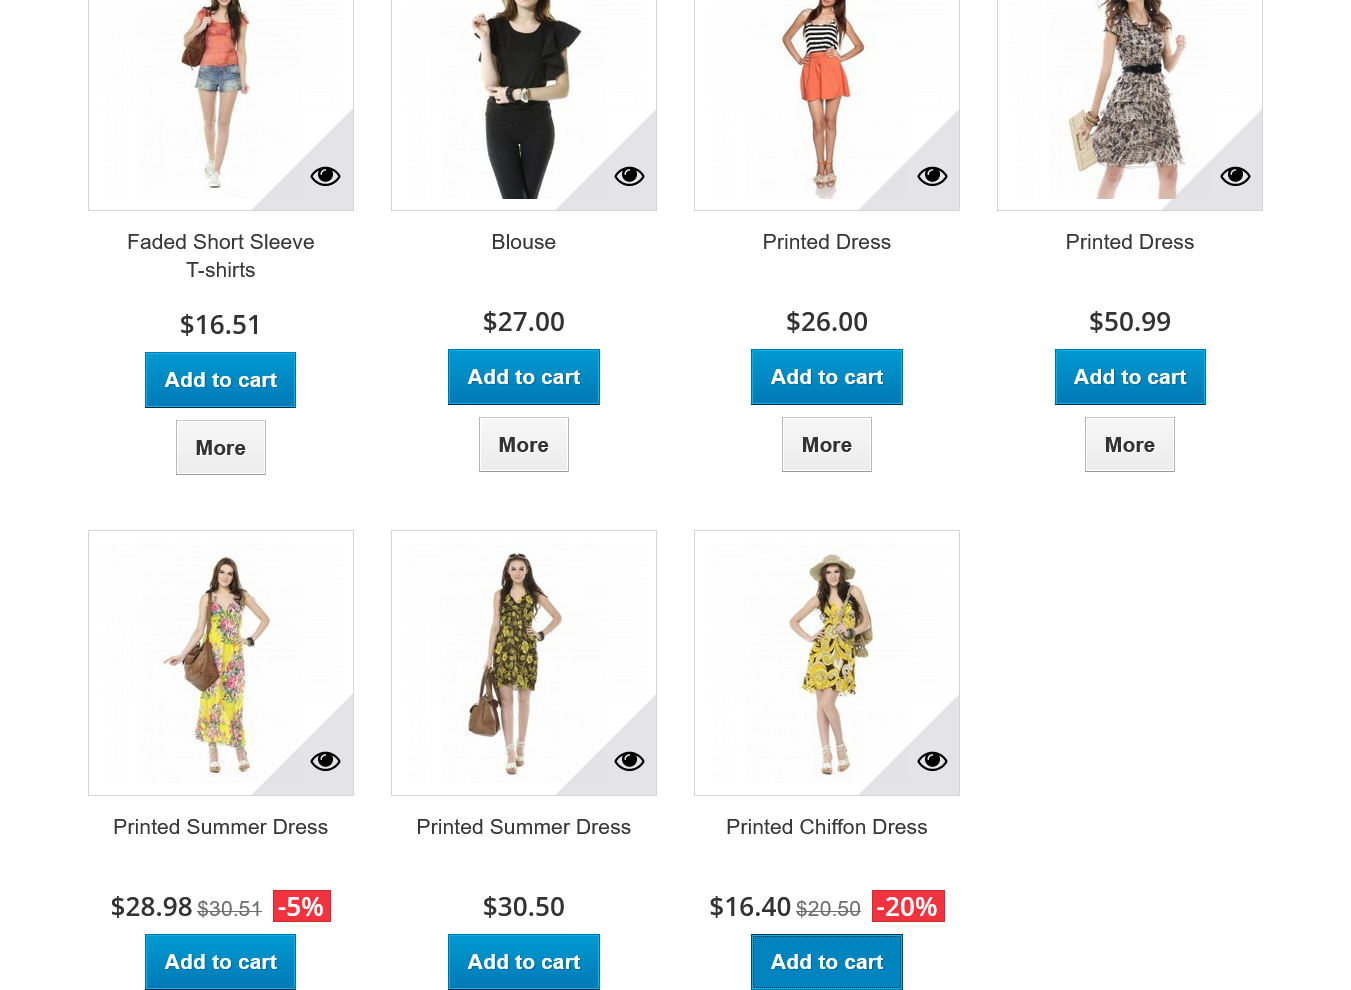 Faded Short Sleeve
T-shirts
$16.51
Add to cart
More
Blouse
$27.00
Add to cart
More
Printed Dress
$26.00
Add to cart
More
Printed Dress
$50.99
Add to cart
More
Printed Summer Dress
$28.98 $30.51 -5%
Add to cart
Printed Summer Dress
$30.50
Add to cart
Printed Chiffon Dress
$16.40 $20.50 -20%
Add to cart